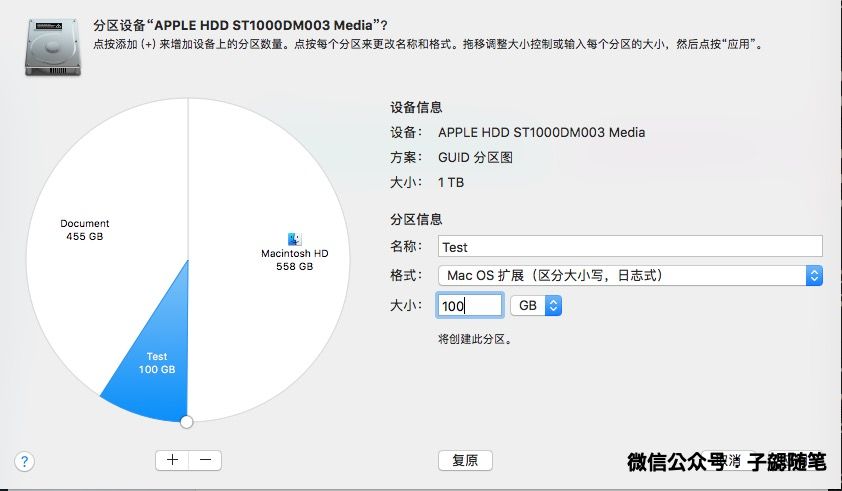 分区设备“APPLE HDD ST1000DM003 Media”?
点按添加 (+) 来增加设备上的分区数量。点按每个分区来更改名称和格式。拖移调整大小控制或输入每个分区的大小，然后点按“应用”。
Document
455 GB
Macintosh HD
558 GB
Test
100 GB
设备信息
设备： APPLE HDD ST1000DM003 Media
方案： GUID 分区图
大小： 1 TB
分区信息
名称： Test
格式： Mac OS 扩展（区分大小写，日志式）
大小： 100 GB
将创建此分区。
? + − 复原 取消
微信公众号：子勰随笔